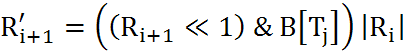 R′ᵢ₊₁ = ((Rᵢ₊₁ ≪ 1) & B[Tⱼ]) |Rᵢ|